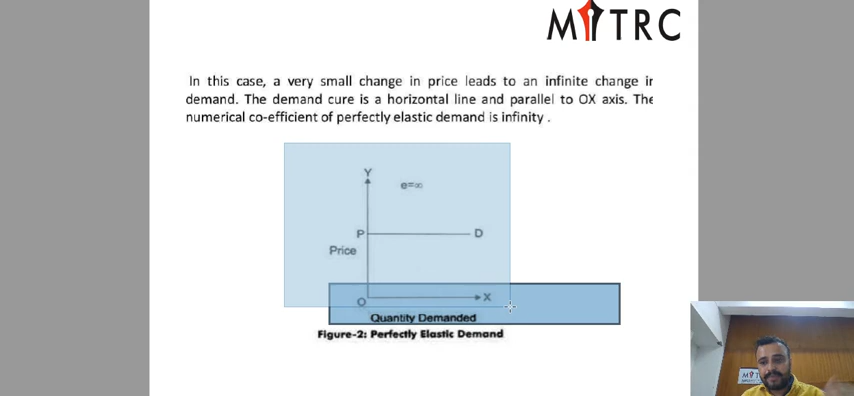 MITRC
In this case, a very small change in price leads to an infinite change in
demand. The demand cure is a horizontal line and parallel to OX axis. The
numerical co-efficient of perfectly elastic demand is infinity .
Y
e=∞
P
D
Price
O
X
Quantity Demanded
Figure-2: Perfectly Elastic Demand